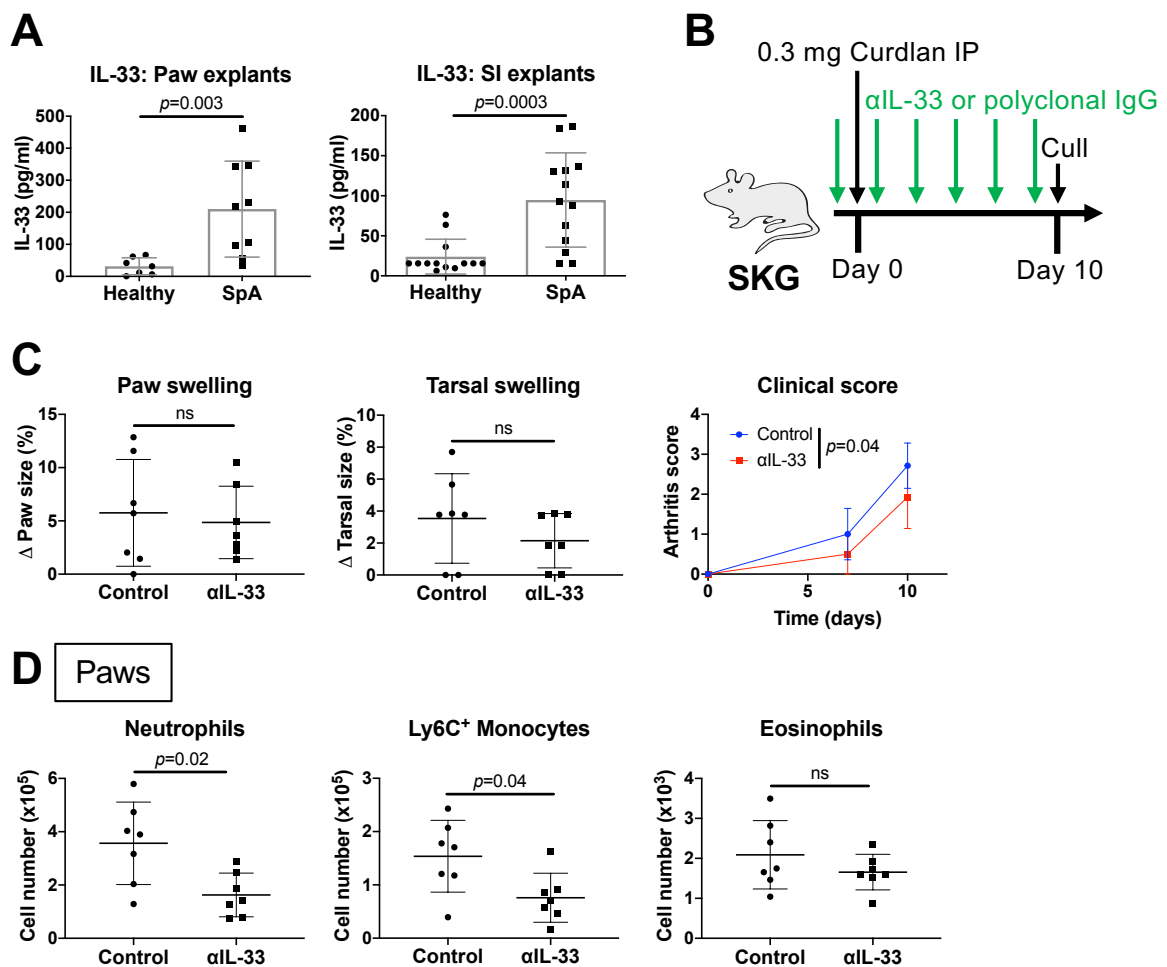 A
IL-33: Paw explants
p=0.003
IL-33 (pg/ml)
500
400
300
200
100
0
Healthy
SpA
IL-33: SI explants
p=0.0003
IL-33 (pg/ml)
200
150
100
50
0
Healthy
SpA
B
0.3 mg Curdlan IP
αIL-33 or polyclonal IgG
Cull
SKG
Day 0
Day 10
C
Paw swelling
ns
Δ Paw size (%)
15
10
5
0
Control
αIL-33
Tarsal swelling
ns
Δ Tarsal size (%)
10
8
6
4
2
0
Control
αIL-33
Clinical score
Control
αIL-33
p=0.04
Arthritis score
4
3
2
1
0
0
5
10
Time (days)
D
Paws
Neutrophils
p=0.02
Cell number (x10⁵)
6
4
2
0
Control
αIL-33
Ly6C⁺ Monocytes
p=0.04
Cell number (x10⁵)
3
2
1
0
Control
αIL-33
Eosinophils
ns
Cell number (x10³)
4
3
2
1
0
Control
αIL-33